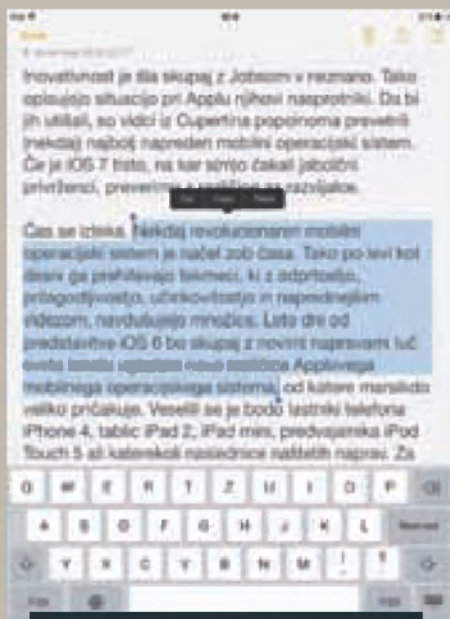 Inovativnost je šla skupaj z Jobsom v neznano. Tako
opisujejo situacijo pri Applu njihovi nasprotniki. Da bi
jih utišali, so vidci iz Cupertina popolnoma prevetrili
(nekdaj) najbolj napreden mobilni operacijski sistem.
Če je iOS 7 tisto, na kar so čakali jabolčni
privrženci, preverimo razvijalce.
Čas se izteka. Nekdaj revolucionaren mobilni
operacijski sistem je načel zob časa. Tako po levi kot
desni ga prehitevajo tekmeci, ki z odprtostjo,
prilagodljivostjo, učinkovitostjo in naprednejšim
videzom, navdušujejo množice. Leto dni od
predstavitve iOS 6 bo skupaj z novimi napravami luč
sveta Applovega
mobilnega operacijskega sistema, od katere marsikdo
veliko pričakuje. Veselili se je bodo lastniki telefona
iPhone 4, tablic iPad 2, iPad mini, predvajalnika iPod
Touch 5 ali katerekoli naslednice naštetih naprav. Za
Q W E R T Z U I O P
A S D F G H J K L
Y X C V B N M ! ?